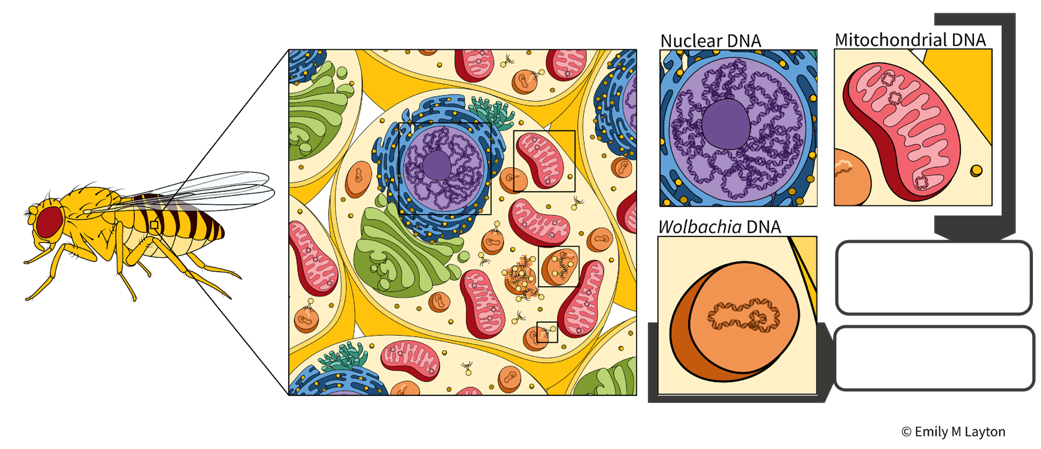 Nuclear DNA
Mitochondrial DNA
Wolbachia DNA
© Emily M Layton